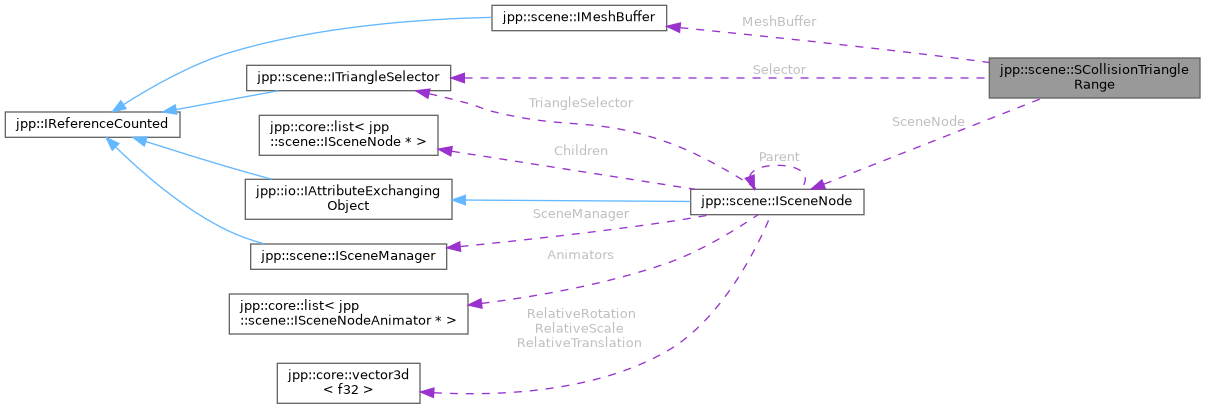 jpp::scene::IMeshBuffer
MeshBuffer
jpp::scene::SCollisionTriangle
Range
jpp::scene::ITriangleSelector
Selector
TriangleSelector
SceneNode
jpp::IReferenceCounted
jpp::core::list< jpp
::scene::ISceneNode * >
Children
Parent
jpp::io::IAttributeExchanging
Object
jpp::scene::ISceneNode
SceneManager
jpp::scene::ISceneManager
Animators
jpp::core::list< jpp
::scene::ISceneNodeAnimator * >
RelativeRotation
RelativeScale
RelativeTranslation
jpp::core::vector3d
< f32 >